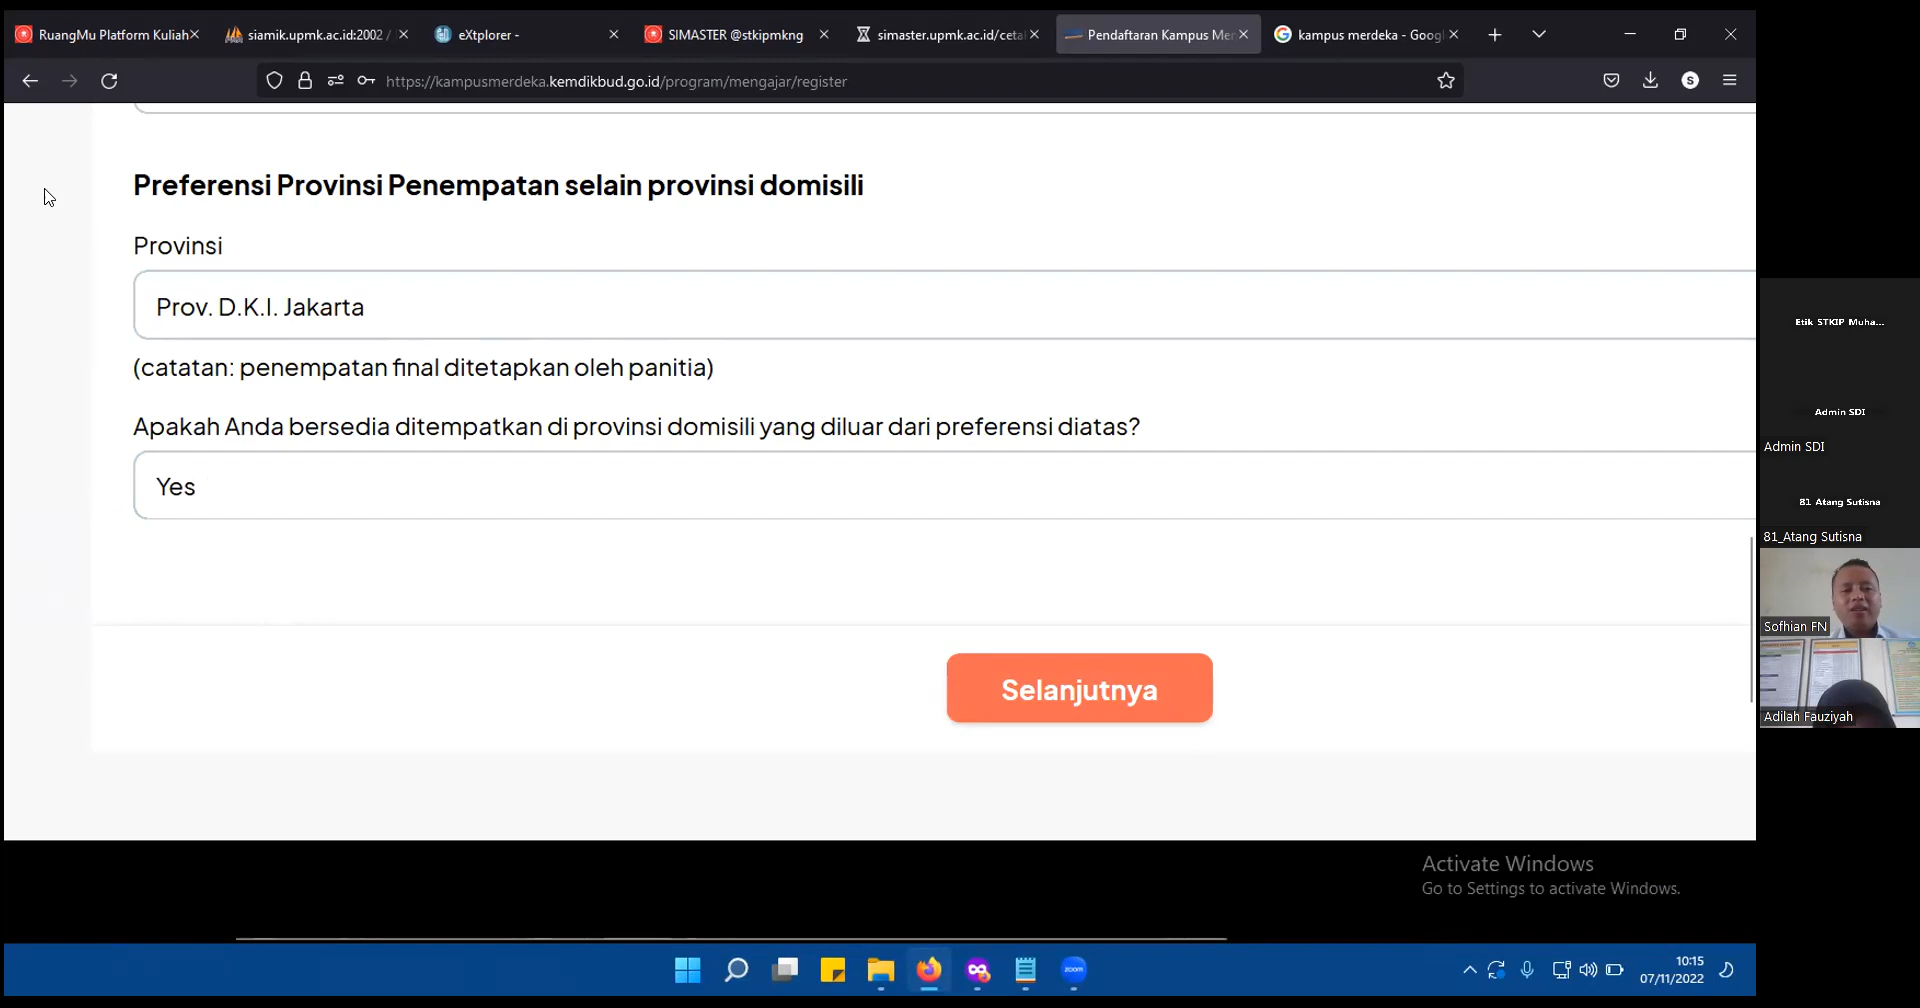 RuangMu Platform Kuliah
siamik.upmk.ac.id:2002 /
eXtplorer -
SIMASTER @stkipmkng
simaster.upmk.ac.id/ceta
Pendaftaran Kampus Mer
kampus merdeka - Goog
https://kampusmerdeka.kemdikbud.go.id/program/mengajar/register
S
Preferensi Provinsi Penempatan selain provinsi domisili
Provinsi
Prov. D.K.I. Jakarta
(catatan: penempatan final ditetapkan oleh panitia)
Apakah Anda bersedia ditempatkan di provinsi domisili yang diluar dari preferensi diatas?
Yes
Selanjutnya
Etik STKIP Muha...
Admin SDI
Admin SDI
81 Atang Sutisna
81_Atang Sutisna
Sofhian FN
Adilah Fauziyah
Activate Windows
Go to Settings to activate Windows.
zoom
10:15
07/11/2022